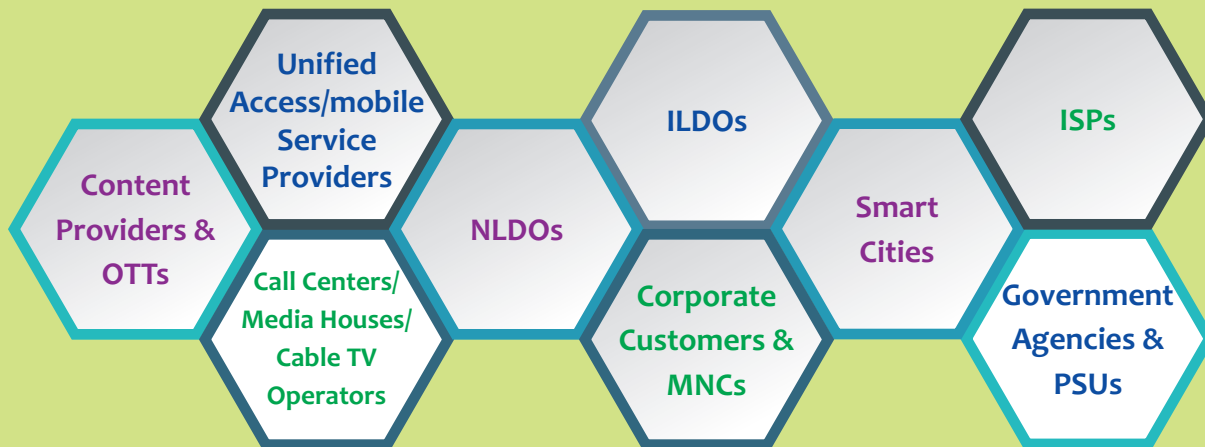 Content
Providers &
OTTs
Unified
Access/mobile
Service
Providers
Call Centers/
Media Houses/
Cable TV
Operators
NLDOs
ILDOs
Corporate
Customers &
MNCs
Smart
Cities
ISPs
Government
Agencies &
PSUs